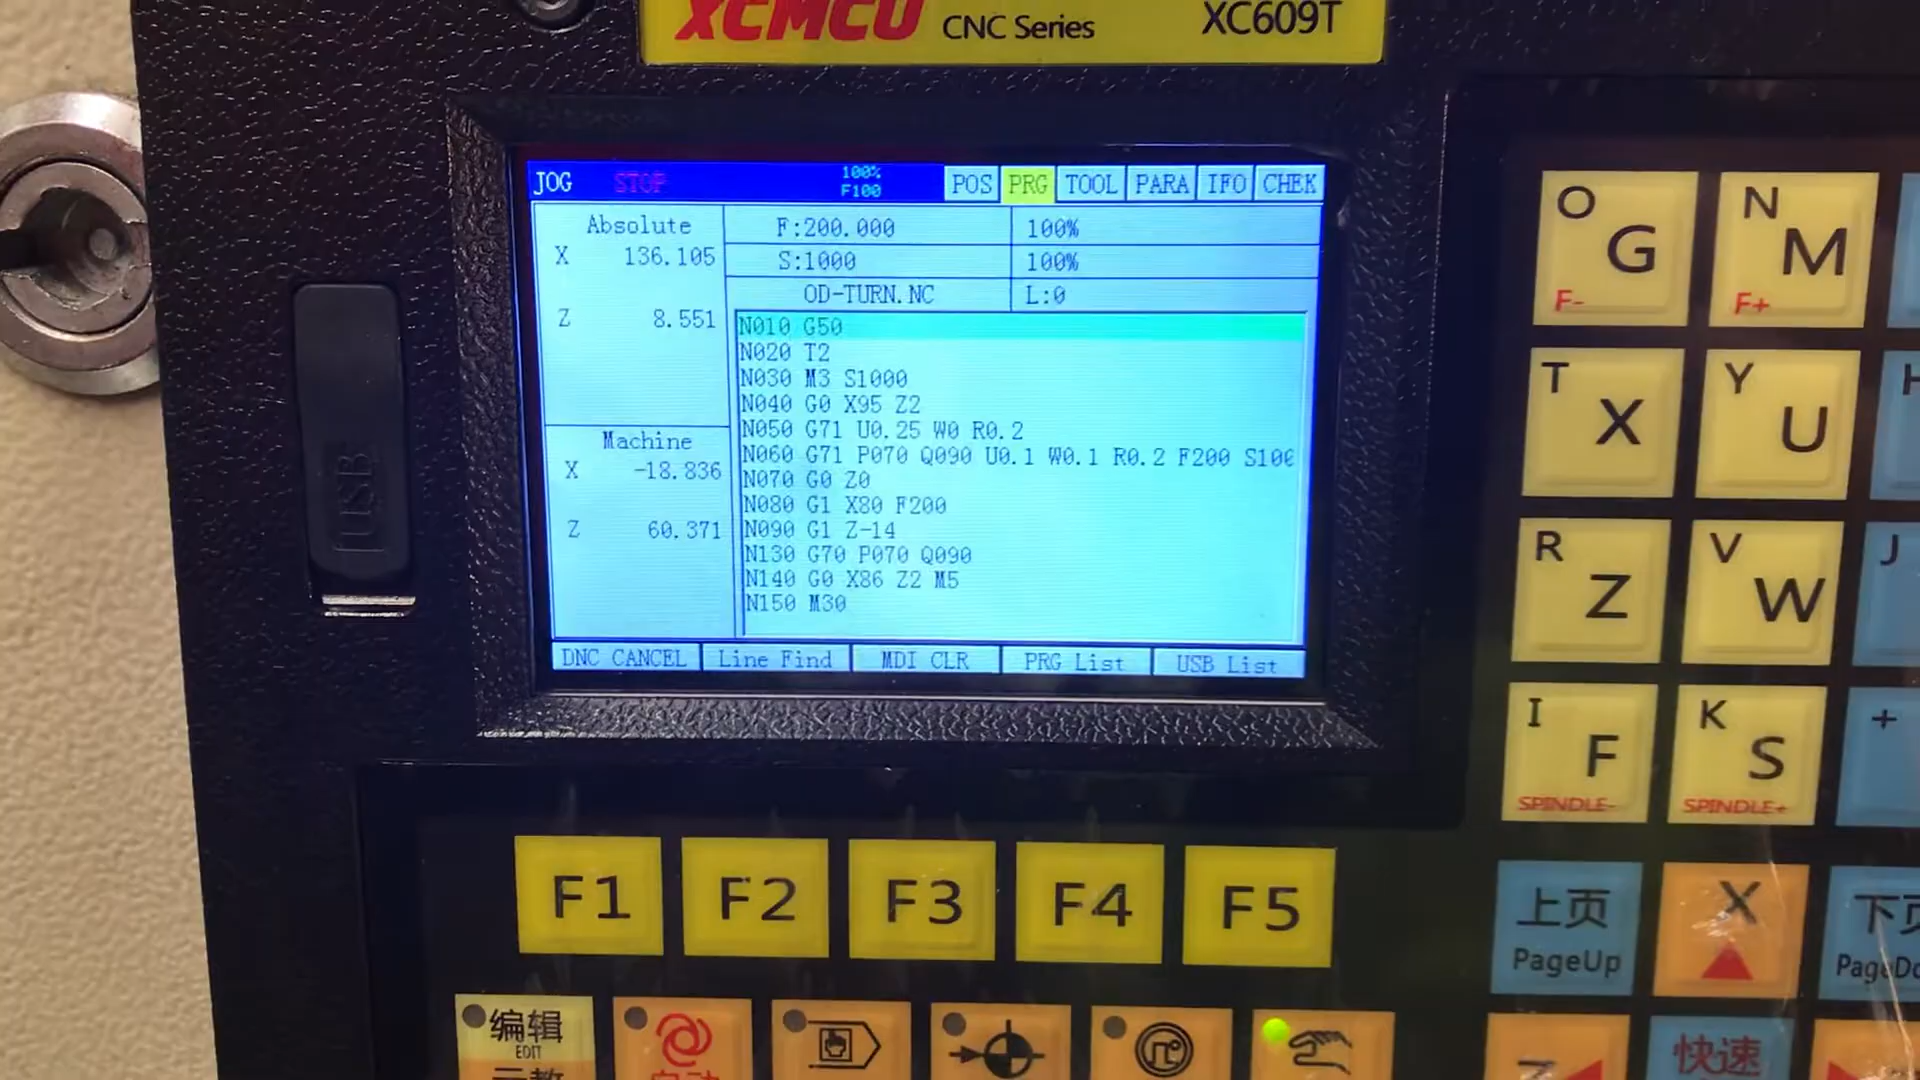 XCMCU CNC Series XC609T
JOG STOP 100% F100 POS PRG TOOL PARA IFO CHEK
Absolute
X 136.105
Z 8.551
Machine
X -18.836
Z 60.371
F:200.000 100%
S:1000 100%
OD-TURN.NC L:0
N010 G50
N020 T2
N030 M3 S1000
N040 G0 X95 Z2
N050 G71 U0.25 W0 R0.2
N060 G71 P070 Q090 U0.1 W0.1 R0.2 F200 S100
N070 G0 Z0
N080 G1 X80 F200
N090 G1 Z-14
N130 G70 P070 Q090
N140 G0 X86 Z2 M5
N150 M30
DNC CANCEL Line Find MDI CLR PRG List USB List
USB
O G F-
N M F+
T X
Y U
H
R Z
V W
J
I F SPINDLE-
K S SPINDLE+
+
F1 F2 F3 F4 F5
上页 PageUp
X
下页
编辑 EDIT
自动
Z
快速